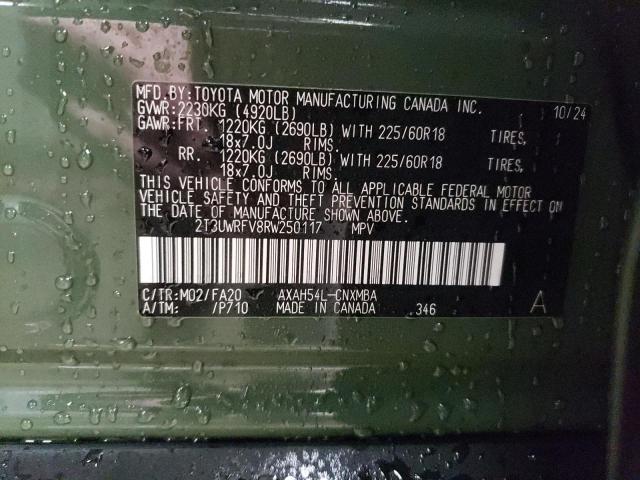 MFD.BY:TOYOTA MOTOR MANUFACTURING CANADA INC. 10/24
GVWR:2230KG (4920LB)
GAWR:FRT. 1220KG (2690LB) WITH 225/60R18 TIRES,
18x7.0J RIMS.
RR. 1220KG (2690LB) WITH 225/60R18 TIRES,
18x7.0J RIMS.
THIS VEHICLE CONFORMS TO ALL APPLICABLE FEDERAL MOTOR
VEHICLE SAFETY AND THEFT PREVENTION STANDARDS IN EFFECT ON
THE DATE OF MANUFACTURE SHOWN ABOVE.
2T3UWRFV8RW250117 MPV
C/TR:M02/FA20 AXAH54L-CNXMBA
A/TM: /P710 MADE IN CANADA 346 A